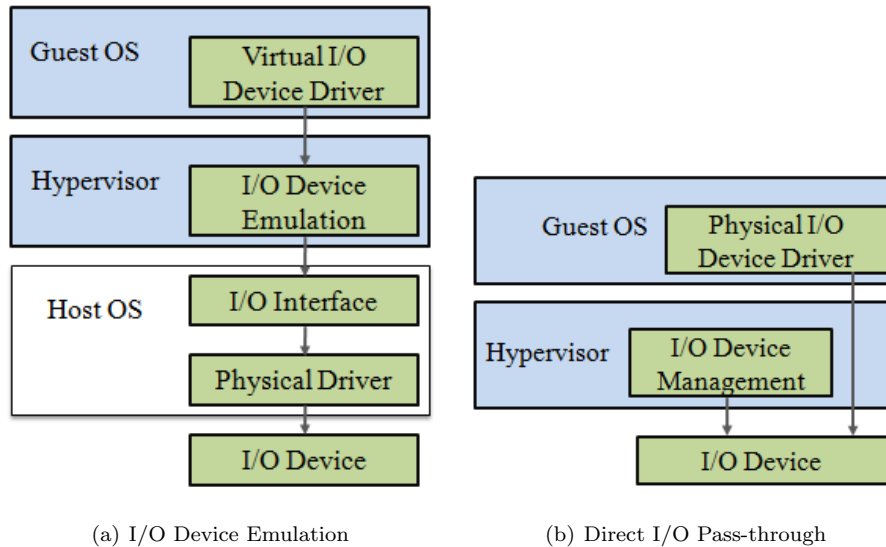 Guest OS
Virtual I/O
Device Driver
Hypervisor
I/O Device
Emulation
Host OS
I/O Interface
Physical Driver
I/O Device
(a) I/O Device Emulation
Guest OS
Physical I/O
Device Driver
Hypervisor
I/O Device
Management
I/O Device
(b) Direct I/O Pass-through